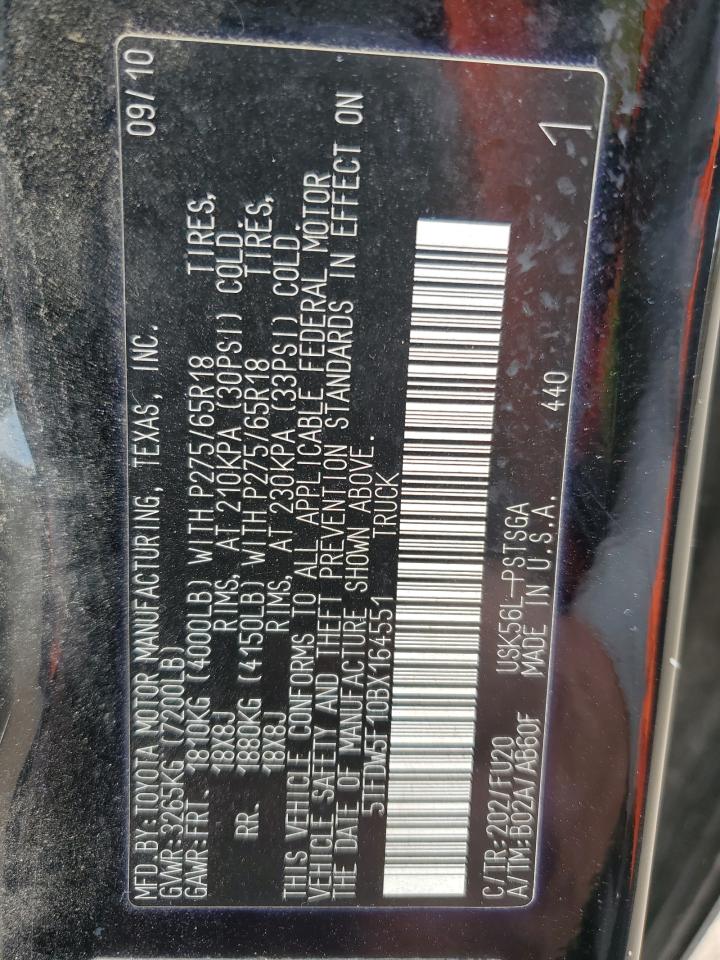 MFD.BY:TOYOTA MOTOR MANUFACTURING, TEXAS, INC. 09/10
GVWR:3265KG (7200LB)
GAWR:FRT. 1810KG (4000LB) WITH P275/65R18 TIRES,
18X8J RIMS, AT 210KPA (30PSI) COLD
RR. 1880KG (4150LB) WITH P275/65R18 TIRES,
18X8J RIMS, AT 230KPA (33PSI) COLD.
THIS VEHICLE CONFORMS TO ALL APPLICABLE FEDERAL MOTOR
VEHICLE SAFETY AND THEFT PREVENTION STANDARDS IN EFFECT ON
THE DATE OF MANUFACTURE SHOWN ABOVE.
5TFDW5F10BX164551 TRUCK
C/TR:202/FU20 USK56L-PSTSGA 440 1
A/TM:B02A/AB60F MADE IN U.S.A.